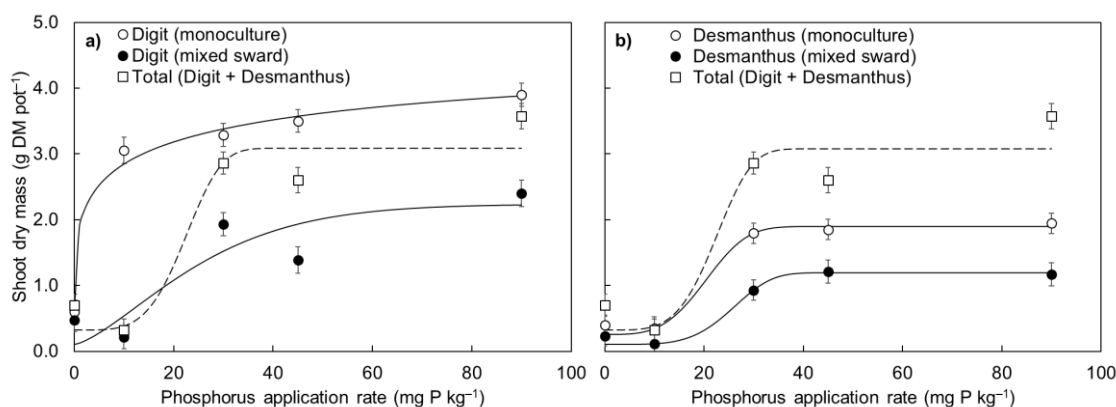 a)
Digit (monoculture)
Digit (mixed sward)
Total (Digit + Desmanthus)
Shoot dry mass (g DM pot⁻¹)
5.0
4.0
3.0
2.0
1.0
0.0
0 20 40 60 80 100
Phosphorus application rate (mg P kg⁻¹)
b)
Desmanthus (monoculture)
Desmanthus (mixed sward)
Total (Digit + Desmanthus)
0 20 40 60 80 100
Phosphorus application rate (mg P kg⁻¹)